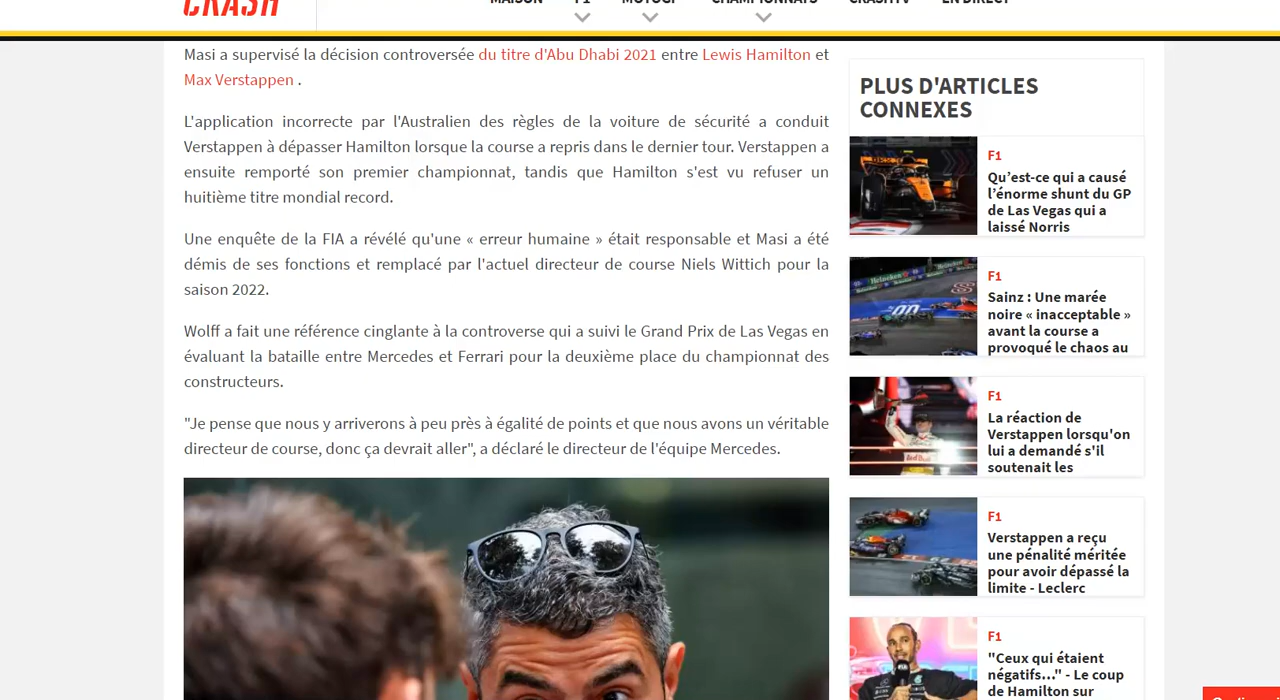 CRASH
MAISON F1 MOTOGP CHAMPIONNATS CRASHTV EN DIRECT
Masi a supervisé la décision controversée du titre d'Abu Dhabi 2021 entre Lewis Hamilton et
Max Verstappen .
L'application incorrecte par l'Australien des règles de la voiture de sécurité a conduit
Verstappen à dépasser Hamilton lorsque la course a repris dans le dernier tour. Verstappen a
ensuite remporté son premier championnat, tandis que Hamilton s'est vu refuser un
huitième titre mondial record.
Une enquête de la FIA a révélé qu'une « erreur humaine » était responsable et Masi a été
démis de ses fonctions et remplacé par l'actuel directeur de course Niels Wittich pour la
saison 2022.
Wolff a fait une référence cinglante à la controverse qui a suivi le Grand Prix de Las Vegas en
évaluant la bataille entre Mercedes et Ferrari pour la deuxième place du championnat des
constructeurs.
"Je pense que nous y arriverons à peu près à égalité de points et que nous avons un véritable
directeur de course, donc ça devrait aller", a déclaré le directeur de l'équipe Mercedes.
PLUS D'ARTICLES
CONNEXES
F1
Qu’est-ce qui a causé
l’énorme shunt du GP
de Las Vegas qui a
laissé Norris
F1
Sainz : Une marée
noire « inacceptable »
avant la course a
provoqué le chaos au
F1
La réaction de
Verstappen lorsqu'on
lui a demandé s'il
soutenait les
F1
Verstappen a reçu
une pénalité méritée
pour avoir dépassé la
limite - Leclerc
F1
"Ceux qui étaient
négatifs…" - Le coup
de Hamilton sur